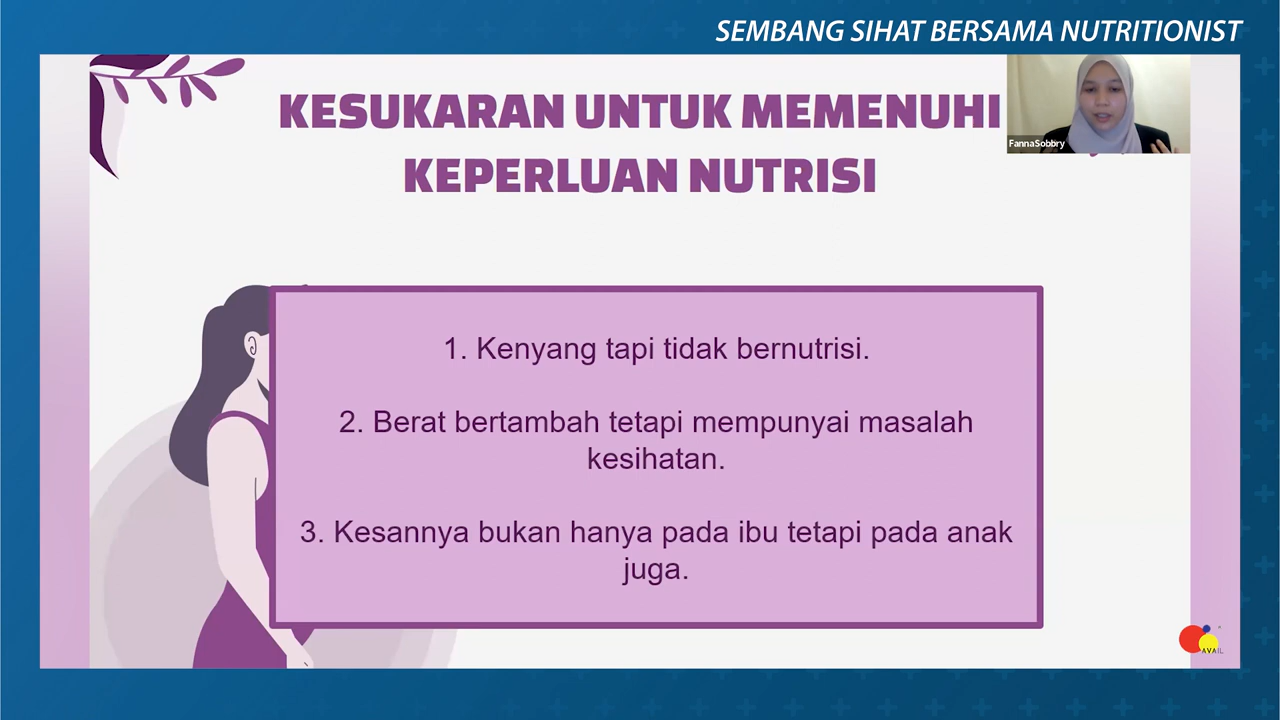 SEMBANG SIHAT BERSAMA NUTRITIONIST
KESUKARAN UNTUK MEMENUHI
KEPERLUAN NUTRISI
FannaSobbry
1. Kenyang tapi tidak bernutrisi.
2. Berat bertambah tetapi mempunyai masalah
kesihatan.
3. Kesannya bukan hanya pada ibu tetapi pada anak
juga.
AVAIL